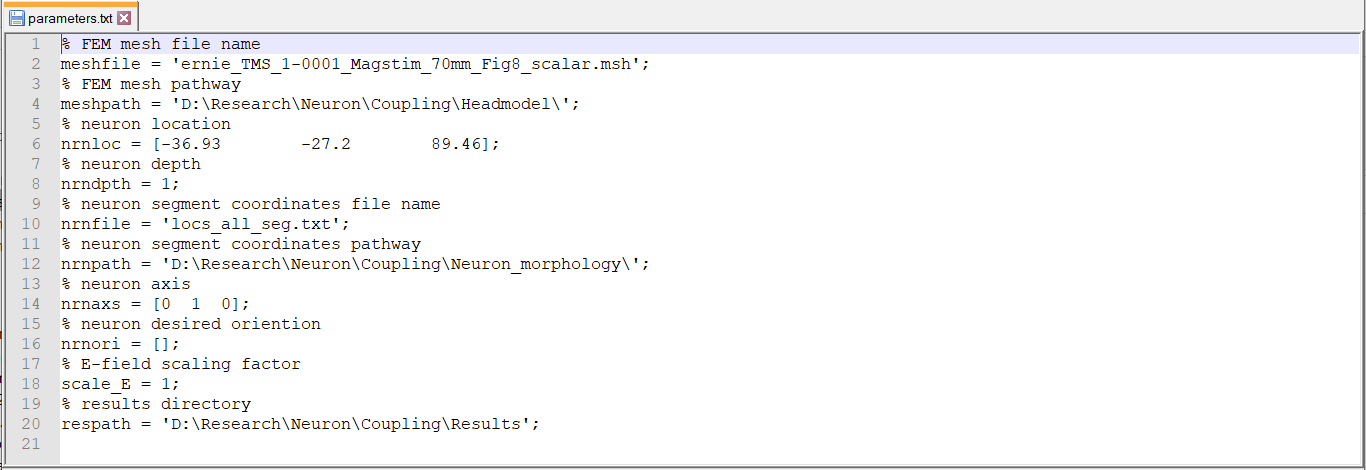 parameters.txt
1 % FEM mesh file name
2 meshfile = 'ernie_TMS_1-0001_Magstim_70mm_Fig8_scalar.msh';
3 % FEM mesh pathway
4 meshpath = 'D:\Research\Neuron\Coupling\Headmodel\';
5 % neuron location
6 nrnloc = [-36.93        -27.2        89.46];
7 % neuron depth
8 nrndpth = 1;
9 % neuron segment coordinates file name
10 nrnfile = 'locs_all_seg.txt';
11 % neuron segment coordinates pathway
12 nrnpath = 'D:\Research\Neuron\Coupling\Neuron_morphology\';
13 % neuron axis
14 nrnaxs = [0  1  0];
15 % neuron desired oriention
16 nrnori = [];
17 % E-field scaling factor
18 scale_E = 1;
19 % results directory
20 respath = 'D:\Research\Neuron\Coupling\Results';
21